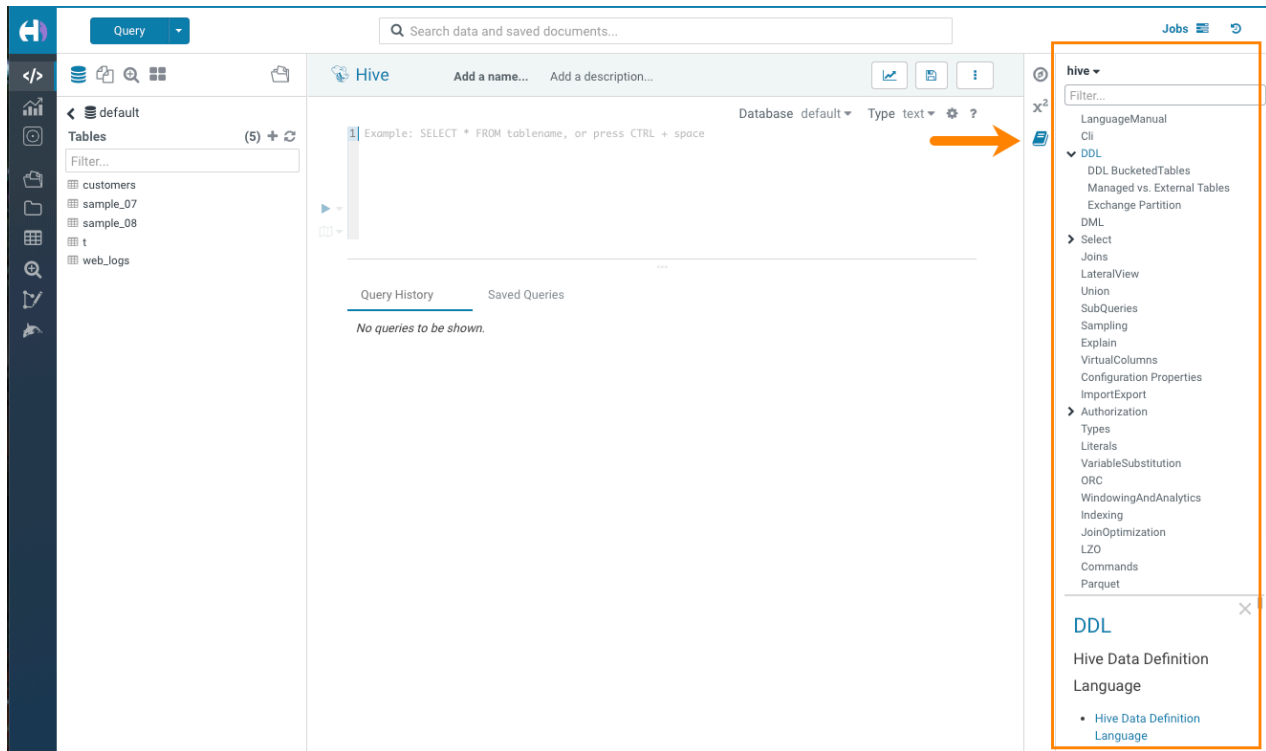 Query
Search data and saved documents...
Jobs
</>
default
Tables (5)
Filter...
customers
sample_07
sample_08
t
web_logs
Hive Add a name... Add a description...
Database default Type text ?
1 Example: SELECT * FROM tablename, or press CTRL + space
Query History Saved Queries
No queries to be shown.
x²
hive
Filter...
LanguageManual
Cli
DDL
DDL BucketedTables
Managed vs. External Tables
Exchange Partition
DML
Select
Joins
LateralView
Union
SubQueries
Sampling
Explain
VirtualColumns
Configuration Properties
ImportExport
Authorization
Types
Literals
VariableSubstitution
ORC
WindowingAndAnalytics
Indexing
JoinOptimization
LZO
Commands
Parquet
DDL
Hive Data Definition
Language
• Hive Data Definition
Language